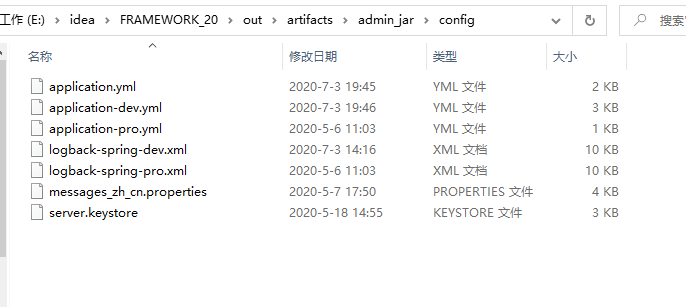 工作 (E:) › idea › FRAMEWORK_20 › out › artifacts › admin_jar › config
搜索
名称 修改日期 类型 大小
application.yml 2020-7-3 19:45 YML 文件 2 KB
application-dev.yml 2020-7-3 19:46 YML 文件 3 KB
application-pro.yml 2020-5-6 11:03 YML 文件 1 KB
logback-spring-dev.xml 2020-7-3 14:16 XML 文档 10 KB
logback-spring-pro.xml 2020-5-6 11:03 XML 文档 10 KB
messages_zh_cn.properties 2020-5-7 17:50 PROPERTIES 文件 4 KB
server.keystore 2020-5-18 14:55 KEYSTORE 文件 3 KB